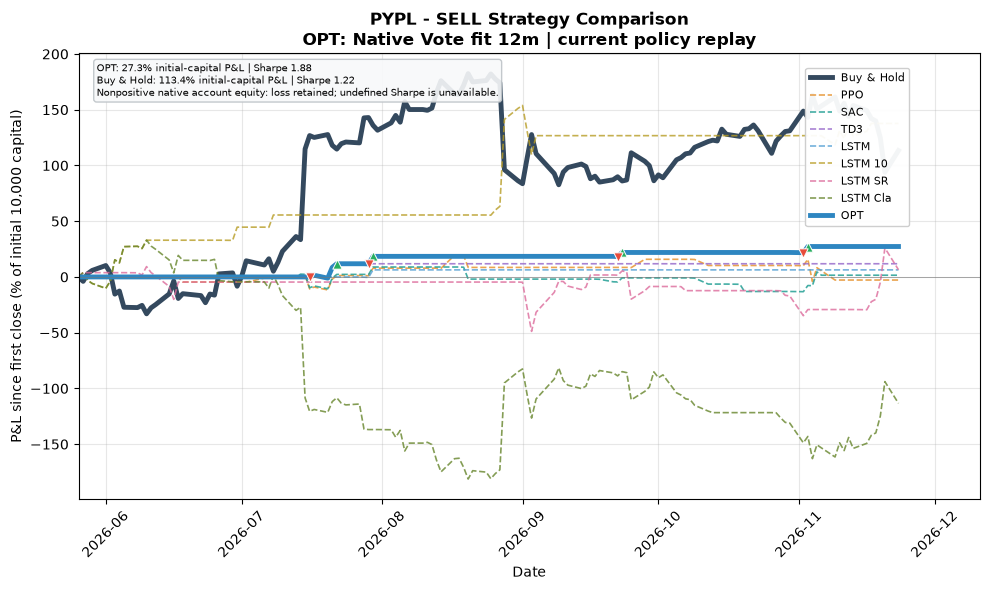 PYPL - SELL Strategy Comparison
OPT: Native Vote fit 12m | current policy replay
OPT: 27.3% initial-capital P&L | Sharpe 1.88
Buy & Hold: 113.4% initial-capital P&L | Sharpe 1.22
Nonpositive native account equity: loss retained; undefined Sharpe is unavailable.
Buy & Hold
PPO
SAC
TD3
LSTM
LSTM 10
LSTM SR
LSTM Cla
OPT
P&L since first close (% of initial 10,000 capital)
200
150
100
50
0
−50
−100
−150
2026-06
2026-07
2026-08
2026-09
2026-10
2026-11
2026-12
Date